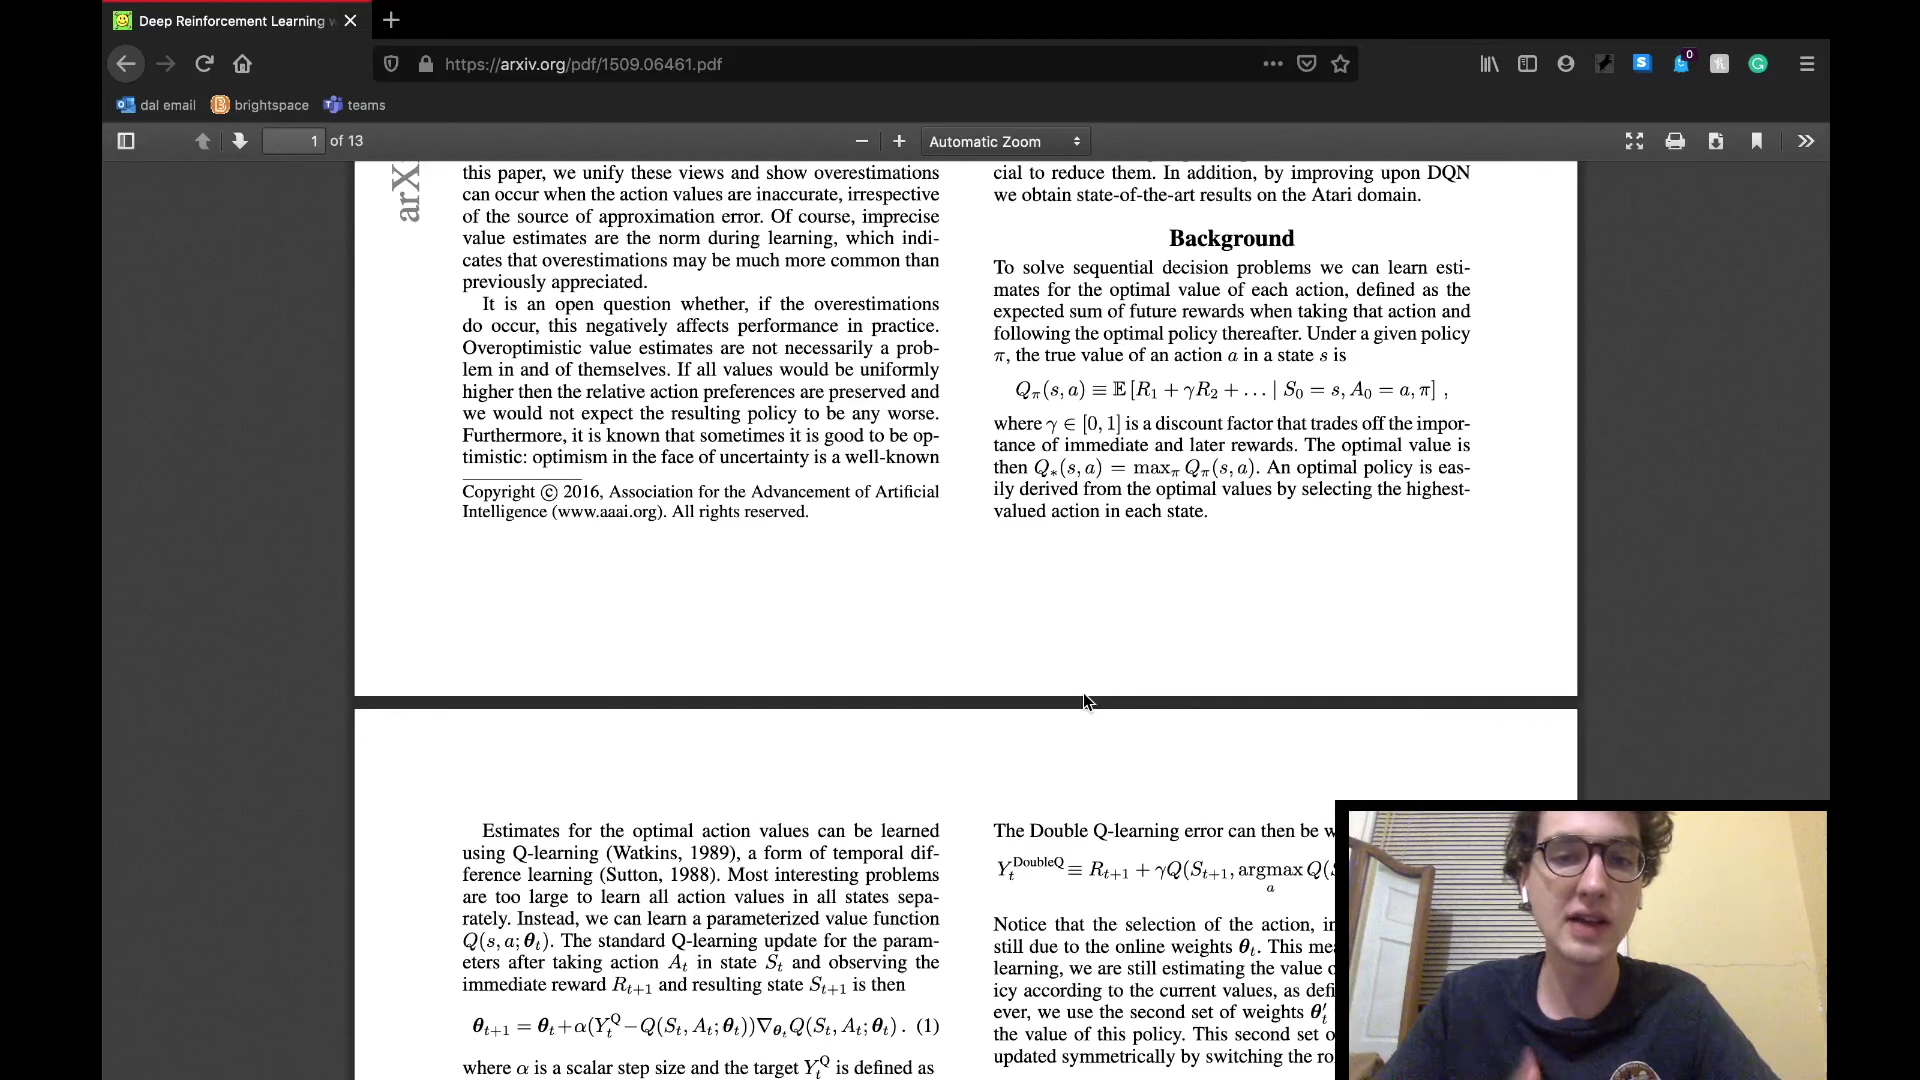 Deep Reinforcement Learning w
https://arxiv.org/pdf/1509.06461.pdf
0
dal email brightspace teams
1 of 13
Automatic Zoom
arX
this paper, we unify these views and show overestimations
can occur when the action values are inaccurate, irrespective
of the source of approximation error. Of course, imprecise
value estimates are the norm during learning, which indi-
cates that overestimations may be much more common than
previously appreciated.
It is an open question whether, if the overestimations
do occur, this negatively affects performance in practice.
Overoptimistic value estimates are not necessarily a prob-
lem in and of themselves. If all values would be uniformly
higher then the relative action preferences are preserved and
we would not expect the resulting policy to be any worse.
Furthermore, it is known that sometimes it is good to be op-
timistic: optimism in the face of uncertainty is a well-known
Copyright © 2016, Association for the Advancement of Artificial
Intelligence (www.aaai.org). All rights reserved.
cial to reduce them. In addition, by improving upon DQN
we obtain state-of-the-art results on the Atari domain.
Background
To solve sequential decision problems we can learn esti-
mates for the optimal value of each action, defined as the
expected sum of future rewards when taking that action and
following the optimal policy thereafter. Under a given policy
π, the true value of an action a in a state s is
Qπ(s, a) ≡ 𝔼 [R1 + γR2 + … | S0 = s, A0 = a, π] ,
where γ ∈ [0, 1] is a discount factor that trades off the impor-
tance of immediate and later rewards. The optimal value is
then Q∗(s, a) = maxπ Qπ(s, a). An optimal policy is eas-
ily derived from the optimal values by selecting the highest-
valued action in each state.
Estimates for the optimal action values can be learned
using Q-learning (Watkins, 1989), a form of temporal dif-
ference learning (Sutton, 1988). Most interesting problems
are too large to learn all action values in all states sepa-
rately. Instead, we can learn a parameterized value function
Q(s, a; θt). The standard Q-learning update for the param-
eters after taking action At in state St and observing the
immediate reward Rt+1 and resulting state St+1 is then
θt+1 = θt+α(YtQ−Q(St, At; θt))∇θtQ(St, At; θt) . (1)
where α is a scalar step size and the target YtQ is defined as
The Double Q-learning error can then be w
YtDoubleQ ≡ Rt+1 + γQ(St+1, argmax Q(S
a
Notice that the selection of the action, in
still due to the online weights θt. This mea
learning, we are still estimating the value o
icy according to the current values, as defi
ever, we use the second set of weights θ′t
the value of this policy. This second set o
updated symmetrically by switching the ro